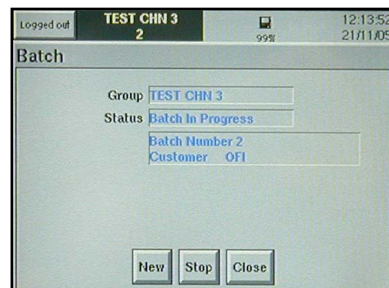 Logged out
TEST CHN 3
2
99%
12:13:52
21/11/05
Batch
Group TEST CHN 3
Status Batch In Progress
Batch Number 2
Customer OFI
New Stop Close